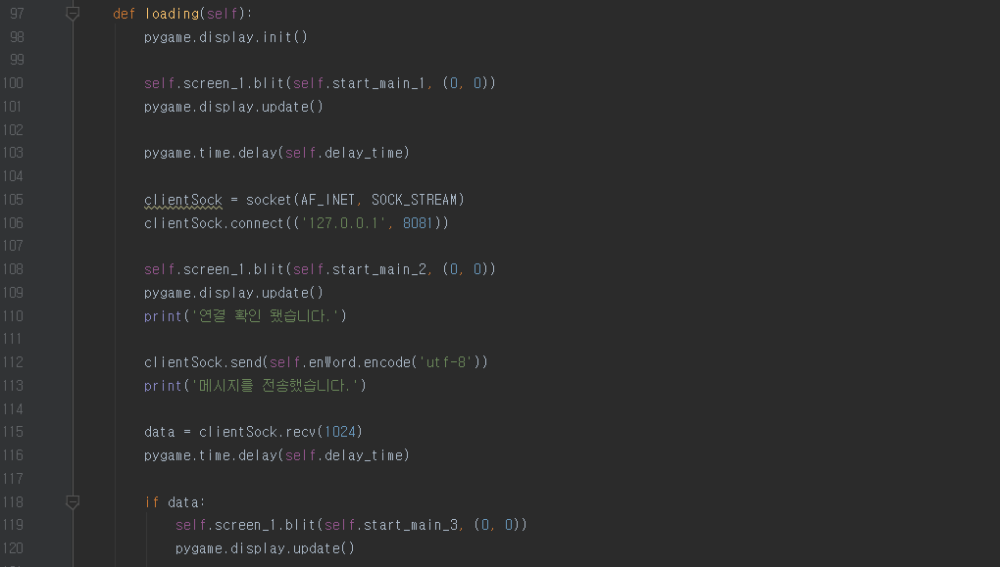 97 def loading(self):
98 pygame.display.init()
99
100 self.screen_1.blit(self.start_main_1, (0, 0))
101 pygame.display.update()
102
103 pygame.time.delay(self.delay_time)
104
105 clientSock = socket(AF_INET, SOCK_STREAM)
106 clientSock.connect(('127.0.0.1', 8081))
107
108 self.screen_1.blit(self.start_main_2, (0, 0))
109 pygame.display.update()
110 print('연결 확인 됐습니다.')
111
112 clientSock.send(self.enWord.encode('utf-8'))
113 print('메시지를 전송했습니다.')
114
115 data = clientSock.recv(1024)
116 pygame.time.delay(self.delay_time)
117
118 if data:
119 self.screen_1.blit(self.start_main_3, (0, 0))
120 pygame.display.update()